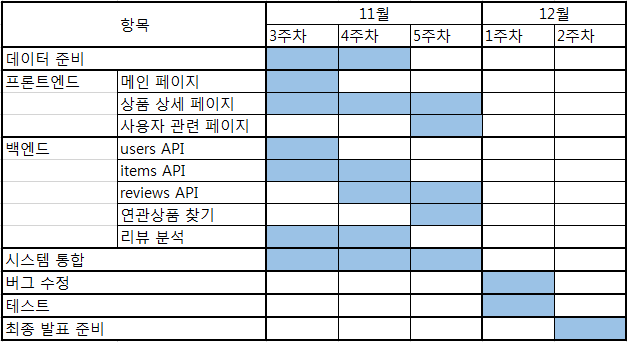 항목 11월 12월
3주차 4주차 5주차 1주차 2주차
데이터 준비
프론트엔드 메인 페이지
상품 상세 페이지
사용자 관련 페이지
백엔드 users API
items API
reviews API
연관상품 찾기
리뷰 분석
시스템 통합
버그 수정
테스트
최종 발표 준비